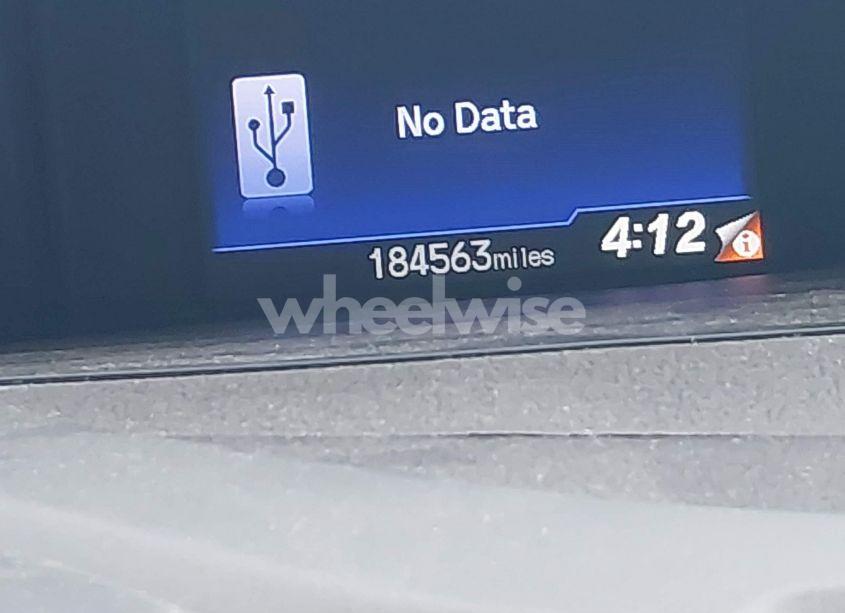 No Data
184563miles 4:12
wheelwise